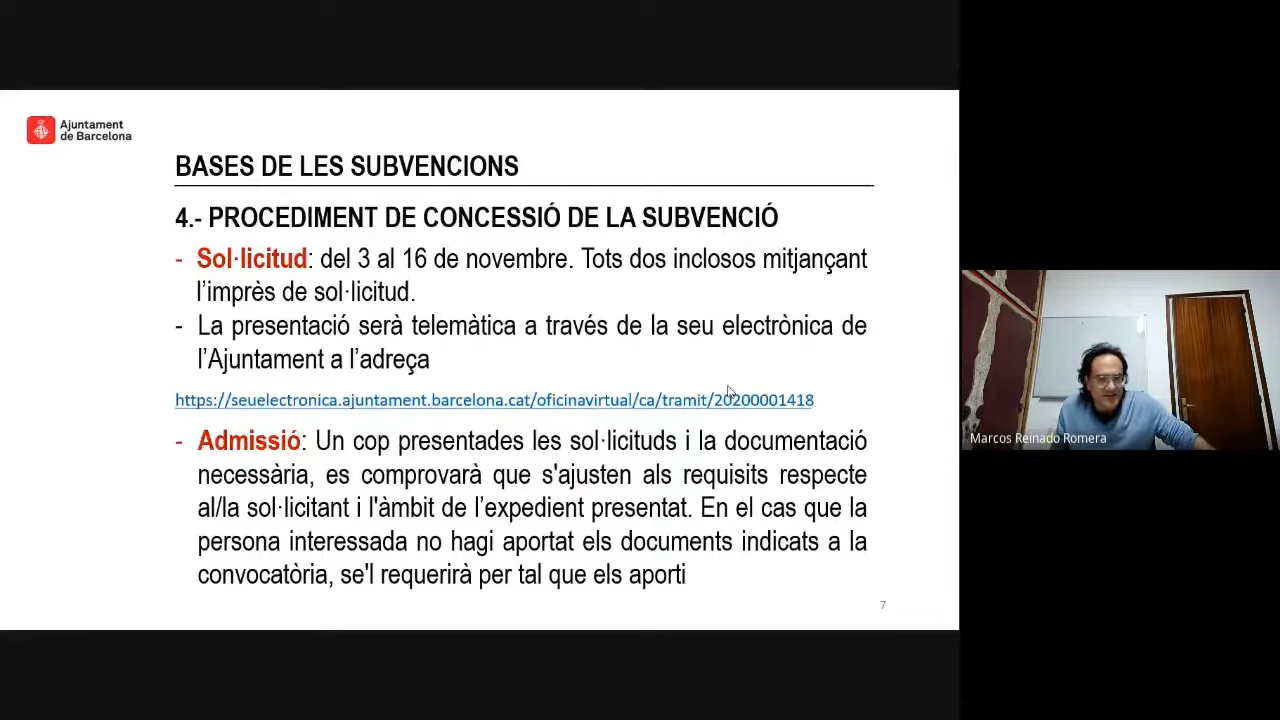 Ajuntament
de Barcelona
BASES DE LES SUBVENCIONS
4.- PROCEDIMENT DE CONCESSIÓ DE LA SUBVENCIÓ
- Sol·licitud: del 3 al 16 de novembre. Tots dos inclosos mitjançant
l’imprès de sol·licitud.
- La presentació serà telemàtica a través de la seu electrònica de
l’Ajuntament a l’adreça
https://seuelectronica.ajuntament.barcelona.cat/oficinavirtual/ca/tramit/20200001418
- Admissió: Un cop presentades les sol·licituds i la documentació
necessària, es comprovarà que s'ajusten als requisits respecte
al/la sol·licitant i l'àmbit de l’expedient presentat. En el cas que la
persona interessada no hagi aportat els documents indicats a la
convocatòria, se'l requerirà per tal que els aporti
7
Marcos Reinado Romera